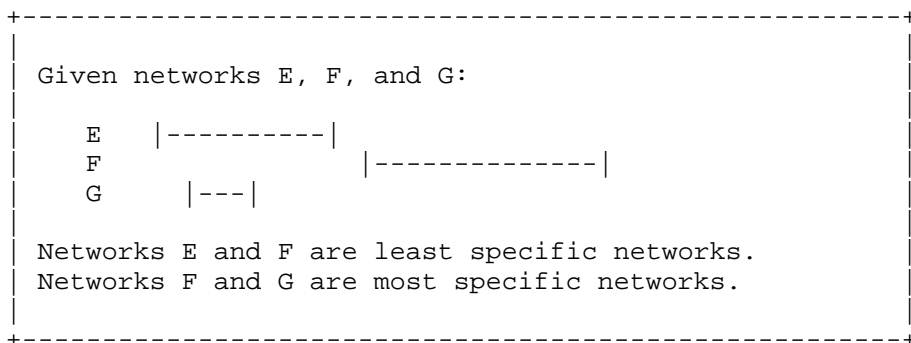 Given networks E, F, and G:
E |----------|
F |--------------|
G |---|
Networks E and F are least specific networks.
Networks F and G are most specific networks.